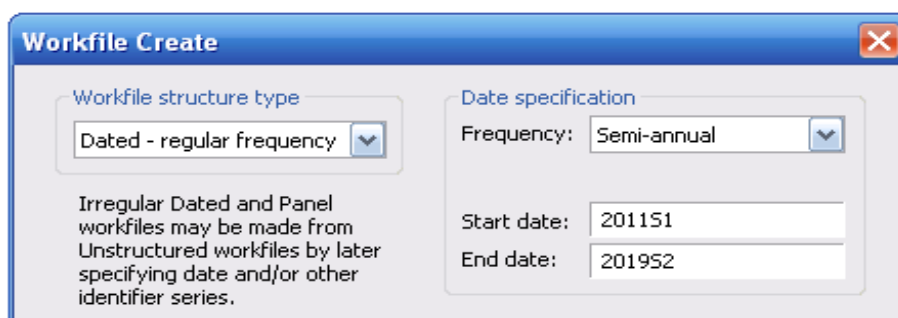 Workfile Create
Workfile structure type
Dated - regular frequency
Irregular Dated and Panel
workfiles may be made from
Unstructured workfiles by later
specifying date and/or other
identifier series.
Date specification
Frequency: Semi-annual
Start date: 2011S1
End date: 2019S2